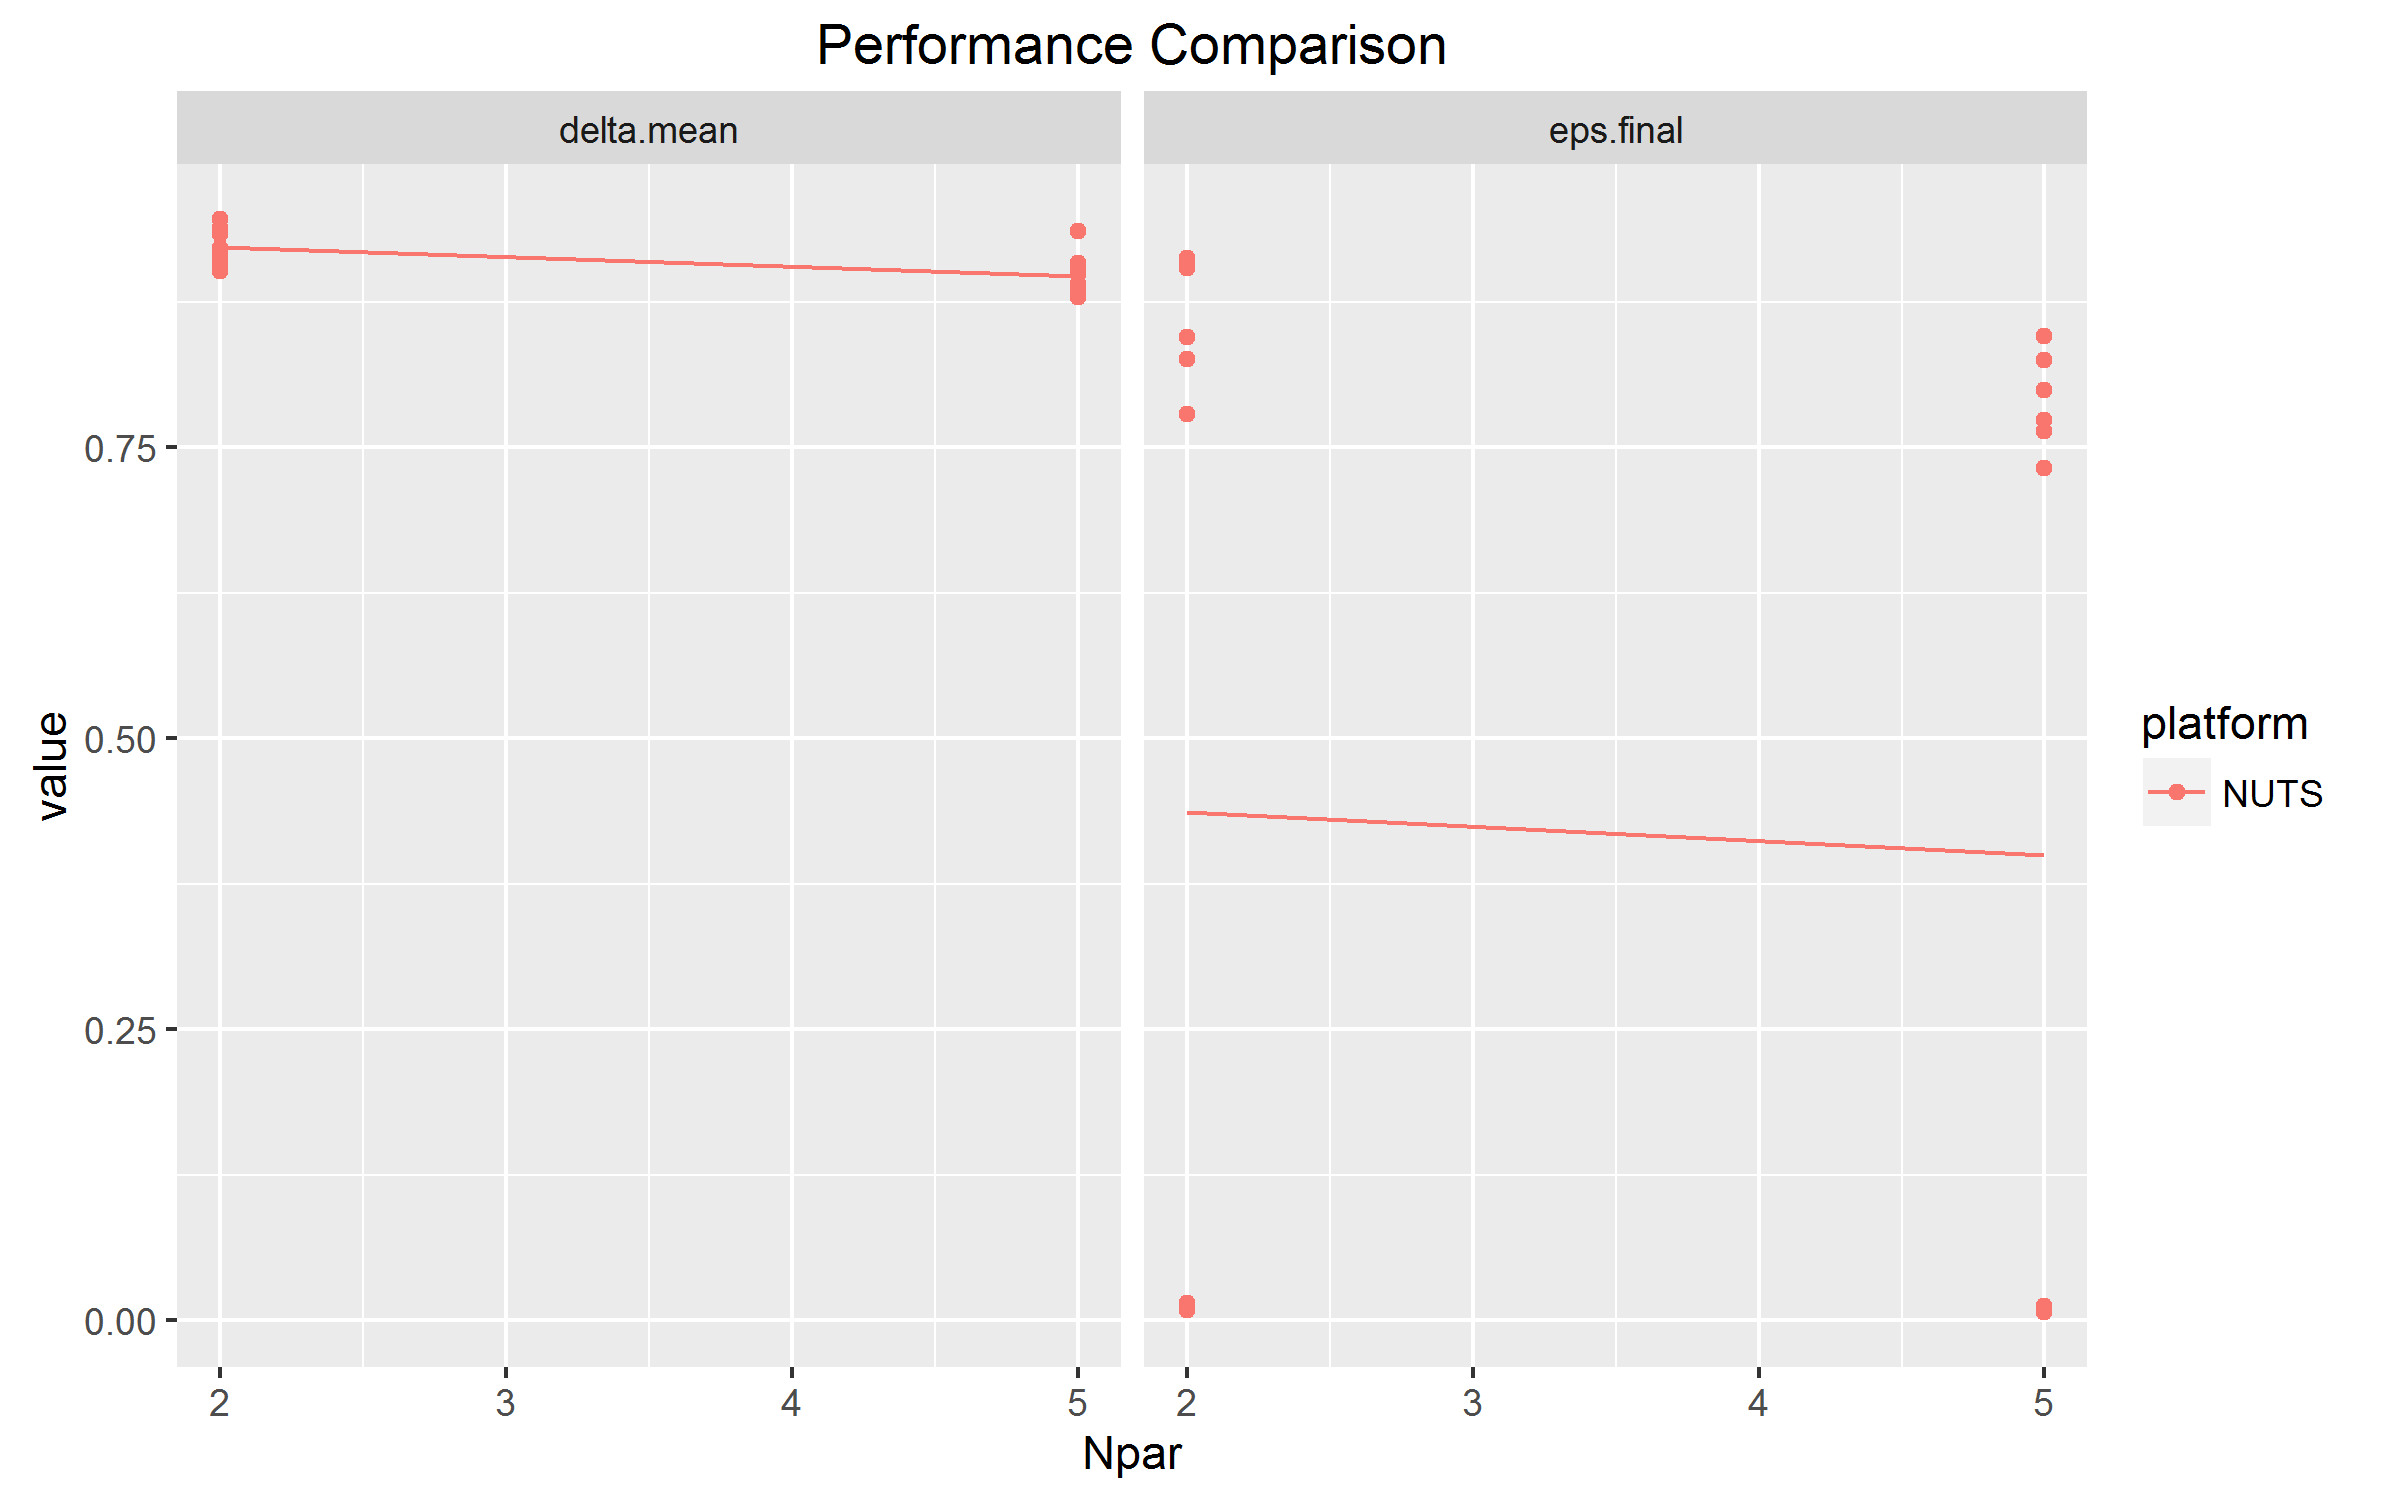 Performance Comparison
delta.mean
eps.final
value
0.75
0.50
0.25
0.00
2 3 4 5
2 3 4 5
Npar
platform
NUTS